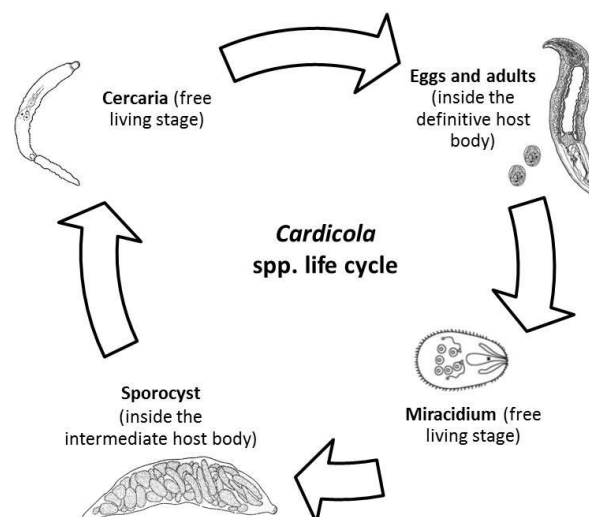 Cercaria (free
living stage)
Eggs and adults
(inside the
definitive host
body)
Cardicola
spp. life cycle
Miracidium (free
living stage)
Sporocyst
(inside the
intermediate host body)